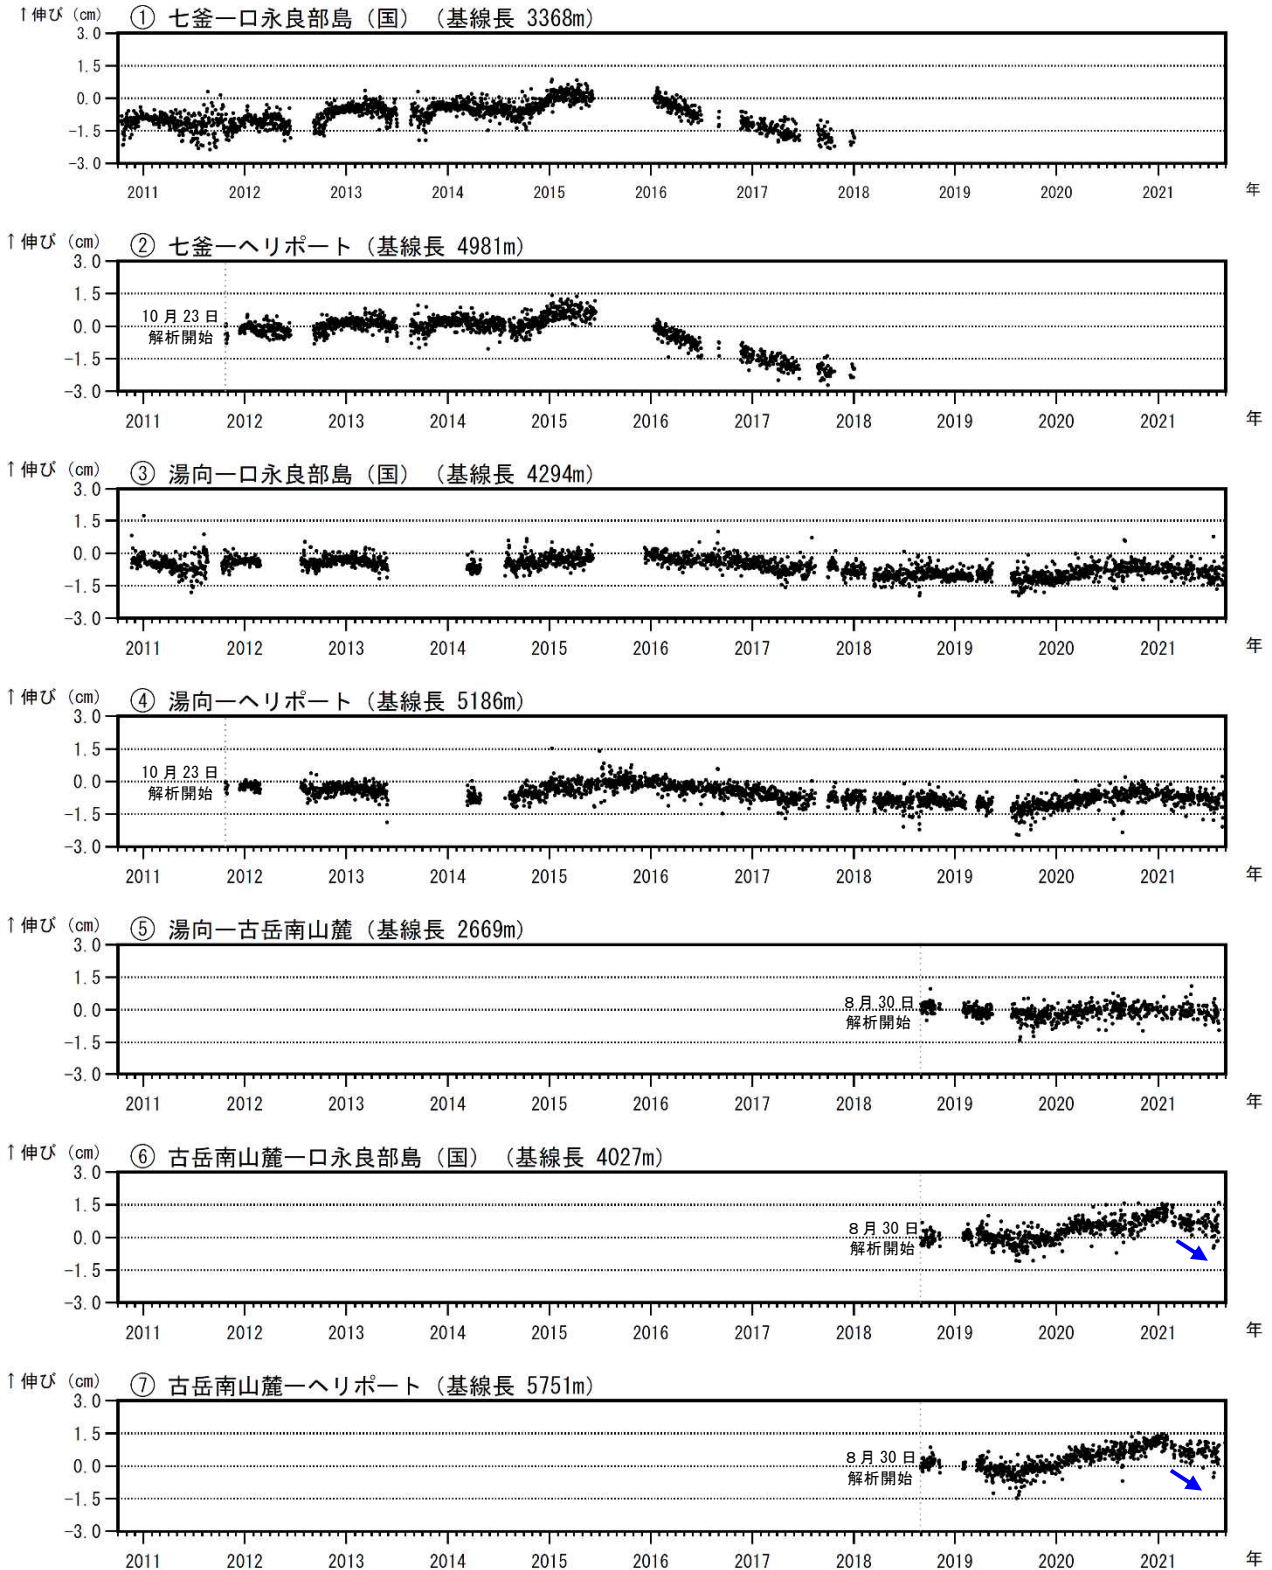 ↑伸び（cm） ① 七釜ー口永良部島（国）（基線長 3368m）
3.0
1.5
0.0
-1.5
-3.0
2011 2012 2013 2014 2015 2016 2017 2018 2019 2020 2021 年
↑伸び（cm） ② 七釜ーヘリポート（基線長 4981m）
3.0
1.5
10月23日
0.0
解析開始
-1.5
-3.0
2011 2012 2013 2014 2015 2016 2017 2018 2019 2020 2021 年
↑伸び（cm） ③ 湯向ー口永良部島（国）（基線長 4294m）
3.0
1.5
0.0
-1.5
-3.0
2011 2012 2013 2014 2015 2016 2017 2018 2019 2020 2021 年
↑伸び（cm） ④ 湯向ーヘリポート（基線長 5186m）
3.0
1.5
10月23日
0.0
解析開始
-1.5
-3.0
2011 2012 2013 2014 2015 2016 2017 2018 2019 2020 2021 年
↑伸び（cm） ⑤ 湯向ー古岳南山麓（基線長 2669m）
3.0
1.5
8月30日
0.0
解析開始
-1.5
-3.0
2011 2012 2013 2014 2015 2016 2017 2018 2019 2020 2021 年
↑伸び（cm） ⑥ 古岳南山麓ー口永良部島（国）（基線長 4027m）
3.0
1.5
8月30日
0.0
解析開始
-1.5
-3.0
2011 2012 2013 2014 2015 2016 2017 2018 2019 2020 2021 年
↑伸び（cm） ⑦ 古岳南山麓ーヘリポート（基線長 5751m）
3.0
1.5
8月30日
0.0
解析開始
-1.5
-3.0
2011 2012 2013 2014 2015 2016 2017 2018 2019 2020 2021 年